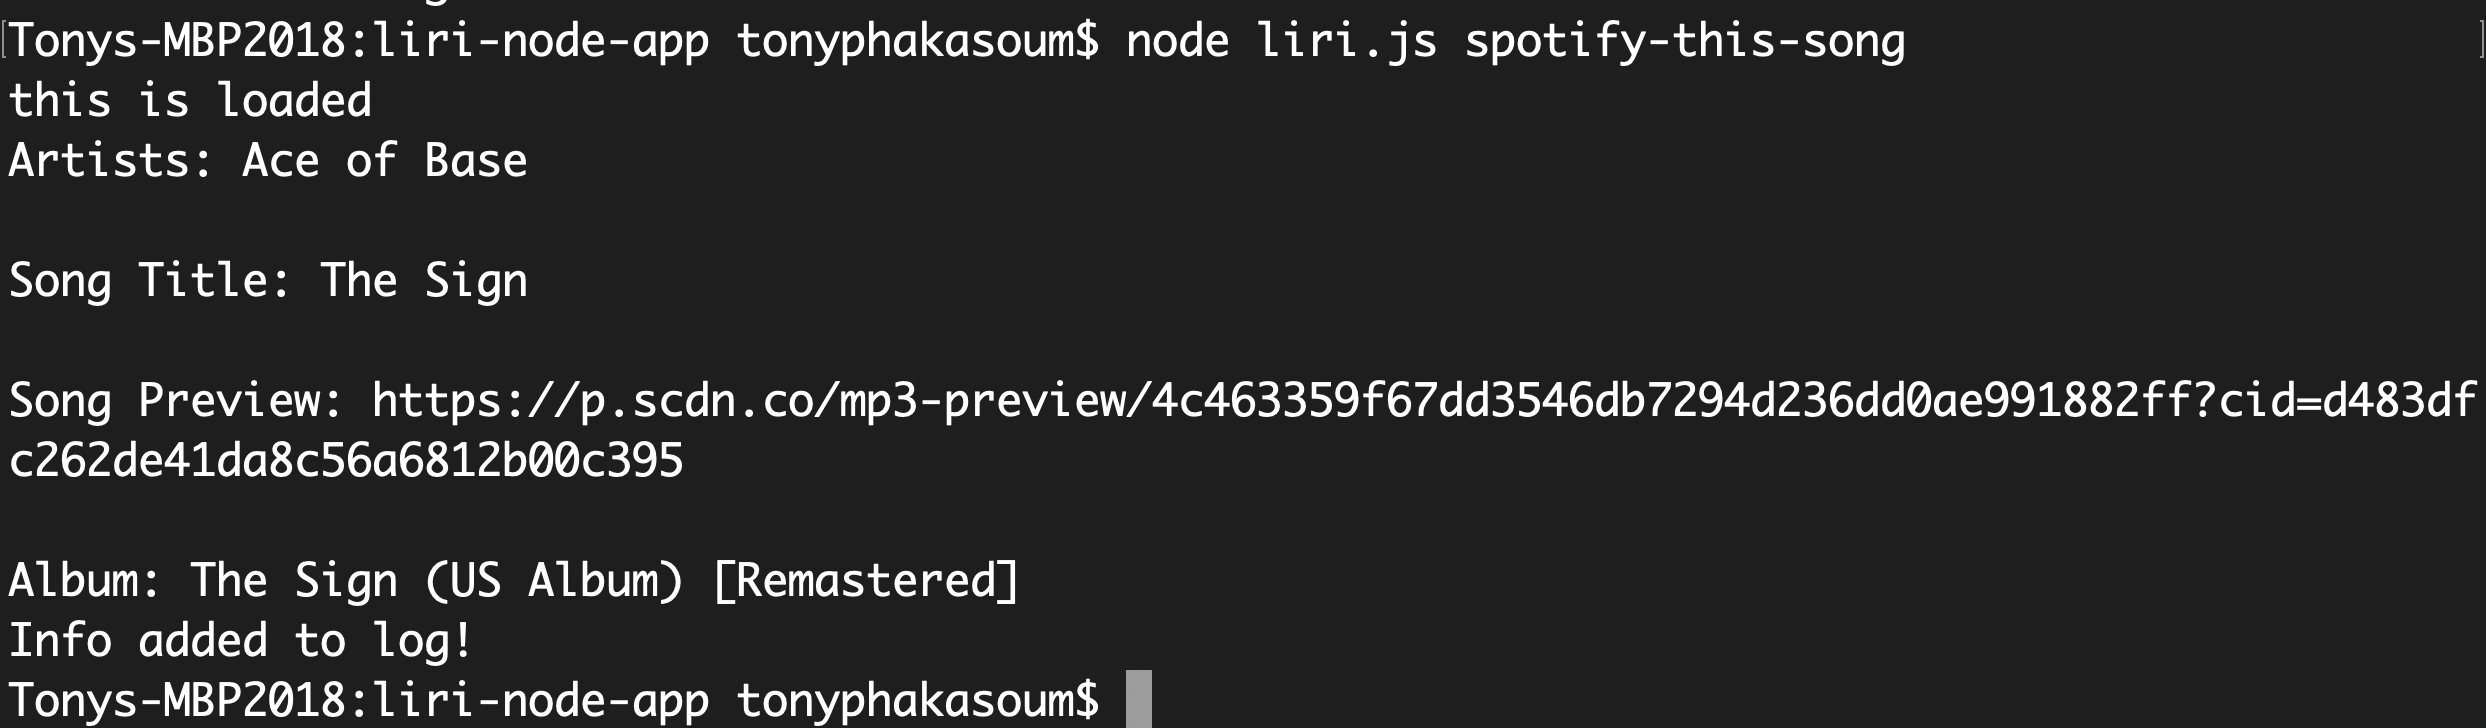 Tonys-MBP2018:liri-node-app tonyphakasoum$ node liri.js spotify-this-song
this is loaded
Artists: Ace of Base
Song Title: The Sign
Song Preview: https://p.scdn.co/mp3-preview/4c463359f67dd3546db7294d236dd0ae991882ff?cid=d483df
c262de41da8c56a6812b00c395
Album: The Sign (US Album) [Remastered]
Info added to log!
Tonys-MBP2018:liri-node-app tonyphakasoum$